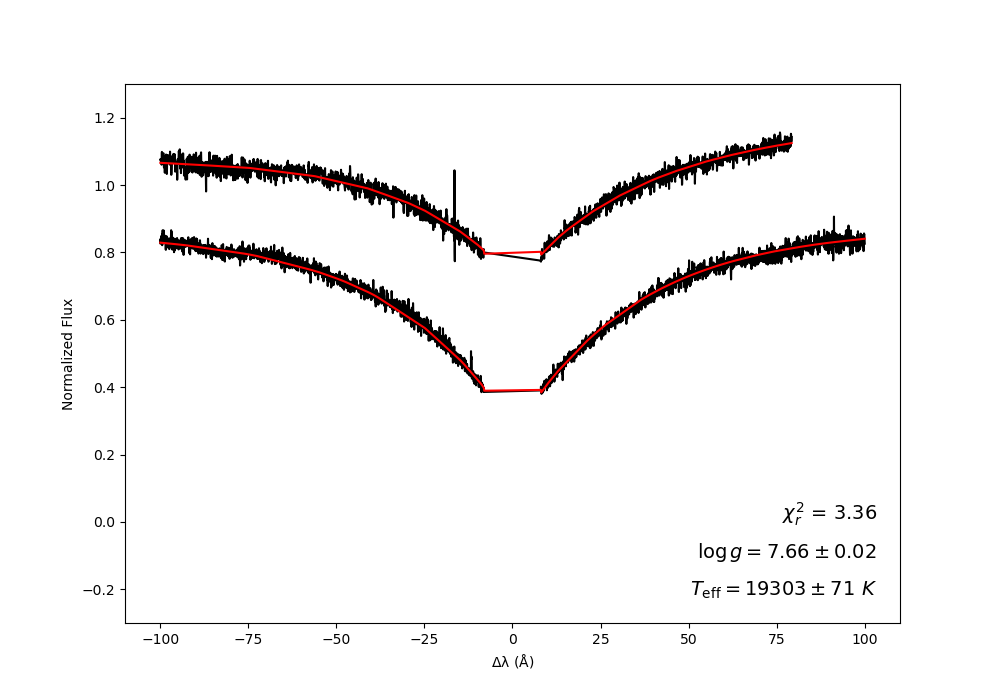 1.2
1.0
0.8
0.6
0.4
0.2
0.0
−0.2
Normalized Flux
χ²ᵣ = 3.36
log g = 7.66 ± 0.02
T_eff = 19303 ± 71 K
−100 −75 −50 −25 0 25 50 75 100
Δλ (Å)